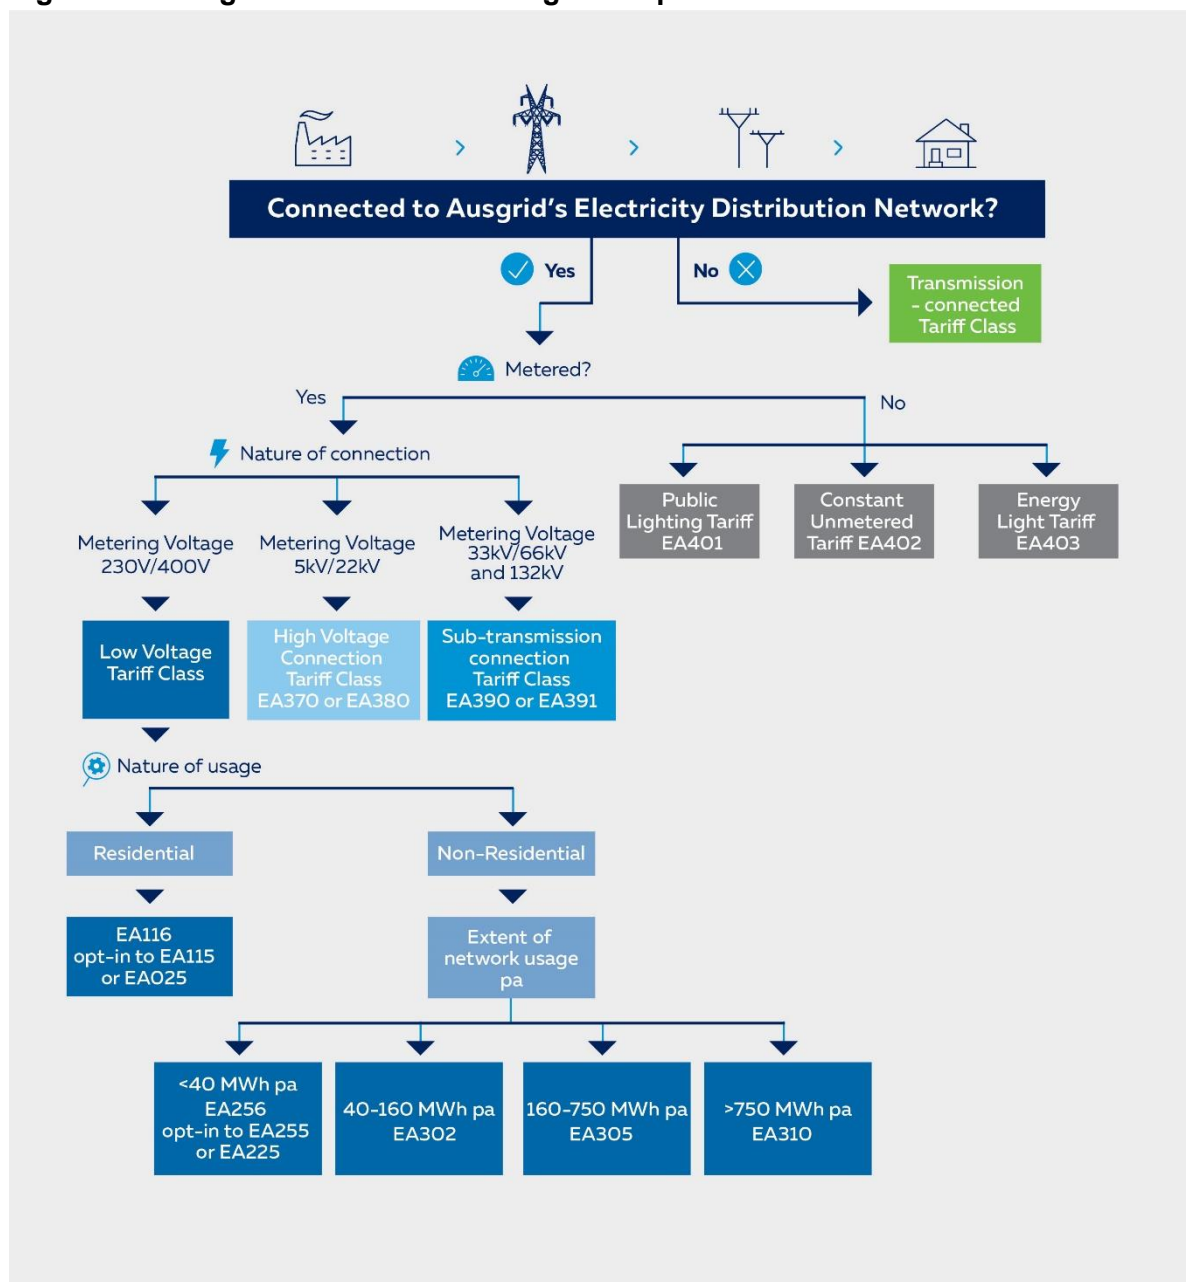 Connected to Ausgrid's Electricity Distribution Network?
Yes
No
Transmission
- connected
Tariff Class
Metered?
Yes
No
Nature of connection
Public
Lighting Tariff
EA401
Constant
Unmetered
Tariff EA402
Energy
Light Tariff
EA403
Metering Voltage
230V/400V
Metering Voltage
5kV/22kV
Metering Voltage
33kV/66kV
and 132kV
Low Voltage
Tariff Class
High Voltage
Connection
Tariff Class
EA370 or EA380
Sub-transmission
connection
Tariff Class
EA390 or EA391
Nature of usage
Residential
Non-Residential
EA116
opt-in to EA115
or EA025
Extent of
network usage
pa
<40 MWh pa
EA256
opt-in to EA255
or EA225
40-160 MWh pa
EA302
160-750 MWh pa
EA305
>750 MWh pa
EA310